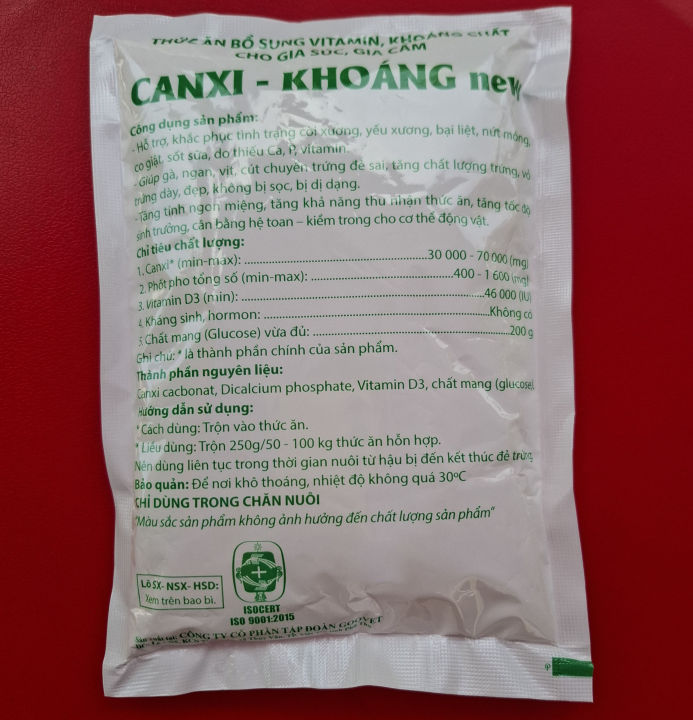 THỨC ĂN BỔ SUNG VITAMIN, KHOÁNG CHẤT
CHO GIA SÚC, GIA CẦM
CANXI - KHOÁNG new
Công dụng sản phẩm:
- Hỗ trợ, khắc phục tình trạng còi xương, yếu xương, bại liệt, nứt móng,
co giật, sốt sữa, do thiếu Ca, P, vitamin.
- Giúp gà, ngan, vịt, cút chuyên trứng đẻ sai, tăng chất lượng trứng, vỏ
trứng dày, đẹp, không bị sọc, bị dị dạng.
- Tăng tính ngon miệng, tăng khả năng thu nhận thức ăn, tăng tốc độ
sinh trưởng, cân bằng hệ toan – kiềm trong cho cơ thể động vật.
Chỉ tiêu chất lượng:
1. Canxi* (min-max): ........ 30 000 - 70 000 (mg)
2. Phốt pho tổng số (min-max): ........ 400 - 1 600 (mg)
3. Vitamin D3 (min): ........ 46 000 (IU)
4. Kháng sinh, hormon: ........ Không có
5. Chất mang (Glucose) vừa đủ: ........ 200 g
Ghi chú: * là thành phần chính của sản phẩm.
Thành phần nguyên liệu:
Canxi cacbonat, Dicalcium phosphate, Vitamin D3, chất mang (glucose)
Hướng dẫn sử dụng:
* Cách dùng: Trộn vào thức ăn.
* Liều dùng: Trộn 250g/50 - 100 kg thức ăn hỗn hợp.
Nên dùng liên tục trong thời gian nuôi từ hậu bị đến kết thúc đẻ trứng
Bảo quản: Để nơi khô thoáng, nhiệt độ không quá 30ºC
CHỈ DÙNG TRONG CHĂN NUÔI
"Màu sắc sản phẩm không ảnh hưởng đến chất lượng sản phẩm"
Lô SX- NSX- HSD:
Xem trên bao bì.
ISOCERT
ISO 9001:2015
Sản xuất tại: CÔNG TY CỔ PHẦN TẬP ĐOÀN GOOVET